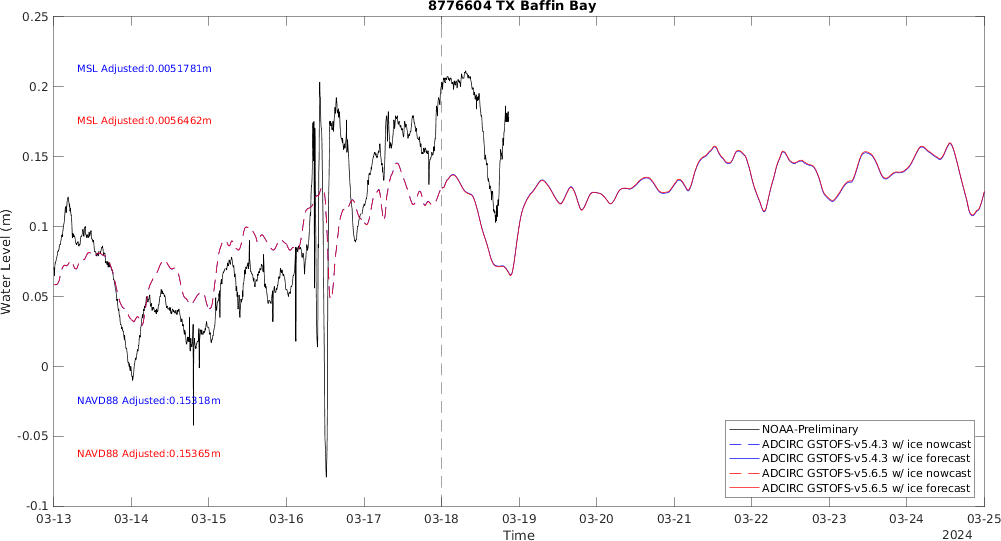 8776604 TX Baffin Bay
0.25
0.2
0.15
0.1
0.05
0
-0.05
-0.1
Water Level (m)
MSL Adjusted:0.0051781m
MSL Adjusted:0.0056462m
NAVD88 Adjusted:0.15318m
NAVD88 Adjusted:0.15365m
NOAA-Preliminary
ADCIRC GSTOFS-v5.4.3 w/ ice nowcast
ADCIRC GSTOFS-v5.4.3 w/ ice forecast
ADCIRC GSTOFS-v5.6.5 w/ ice nowcast
ADCIRC GSTOFS-v5.6.5 w/ ice forecast
03-13 03-14 03-15 03-16 03-17 03-18 03-19 03-20 03-21 03-22 03-23 03-24 03-25
Time
2024